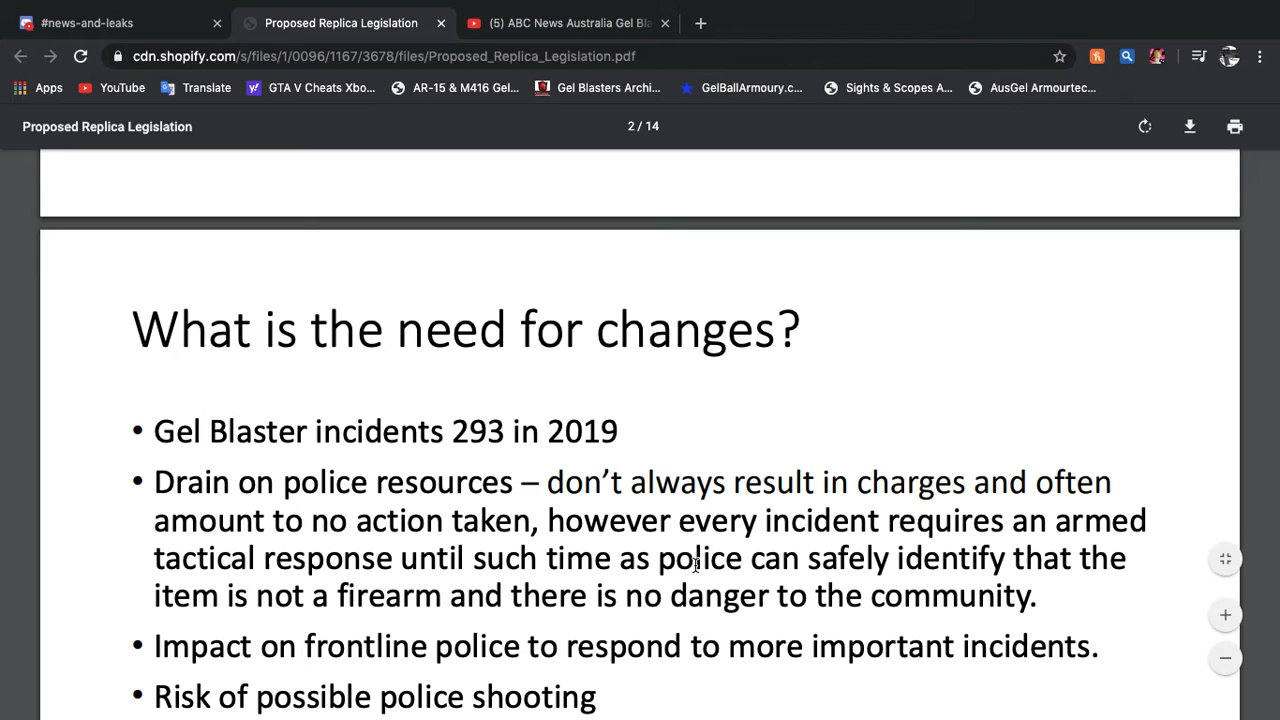 #news-and-leaks
Proposed Replica Legislation
(5) ABC News Australia Gel Bla
cdn.shopify.com/s/files/1/0096/1167/3678/files/Proposed_Replica_Legislation.pdf
Apps
YouTube
Translate
GTA V Cheats Xbo...
AR-15 & M416 Gel...
Gel Blasters Archi...
GelBallArmoury.c...
Sights & Scopes A...
AusGel Armourtec...
Proposed Replica Legislation
2 / 14
What is the need for changes?
• Gel Blaster incidents 293 in 2019
• Drain on police resources – don’t always result in charges and often
amount to no action taken, however every incident requires an armed
tactical response until such time as police can safely identify that the
item is not a firearm and there is no danger to the community.
• Impact on frontline police to respond to more important incidents.
• Risk of possible police shooting